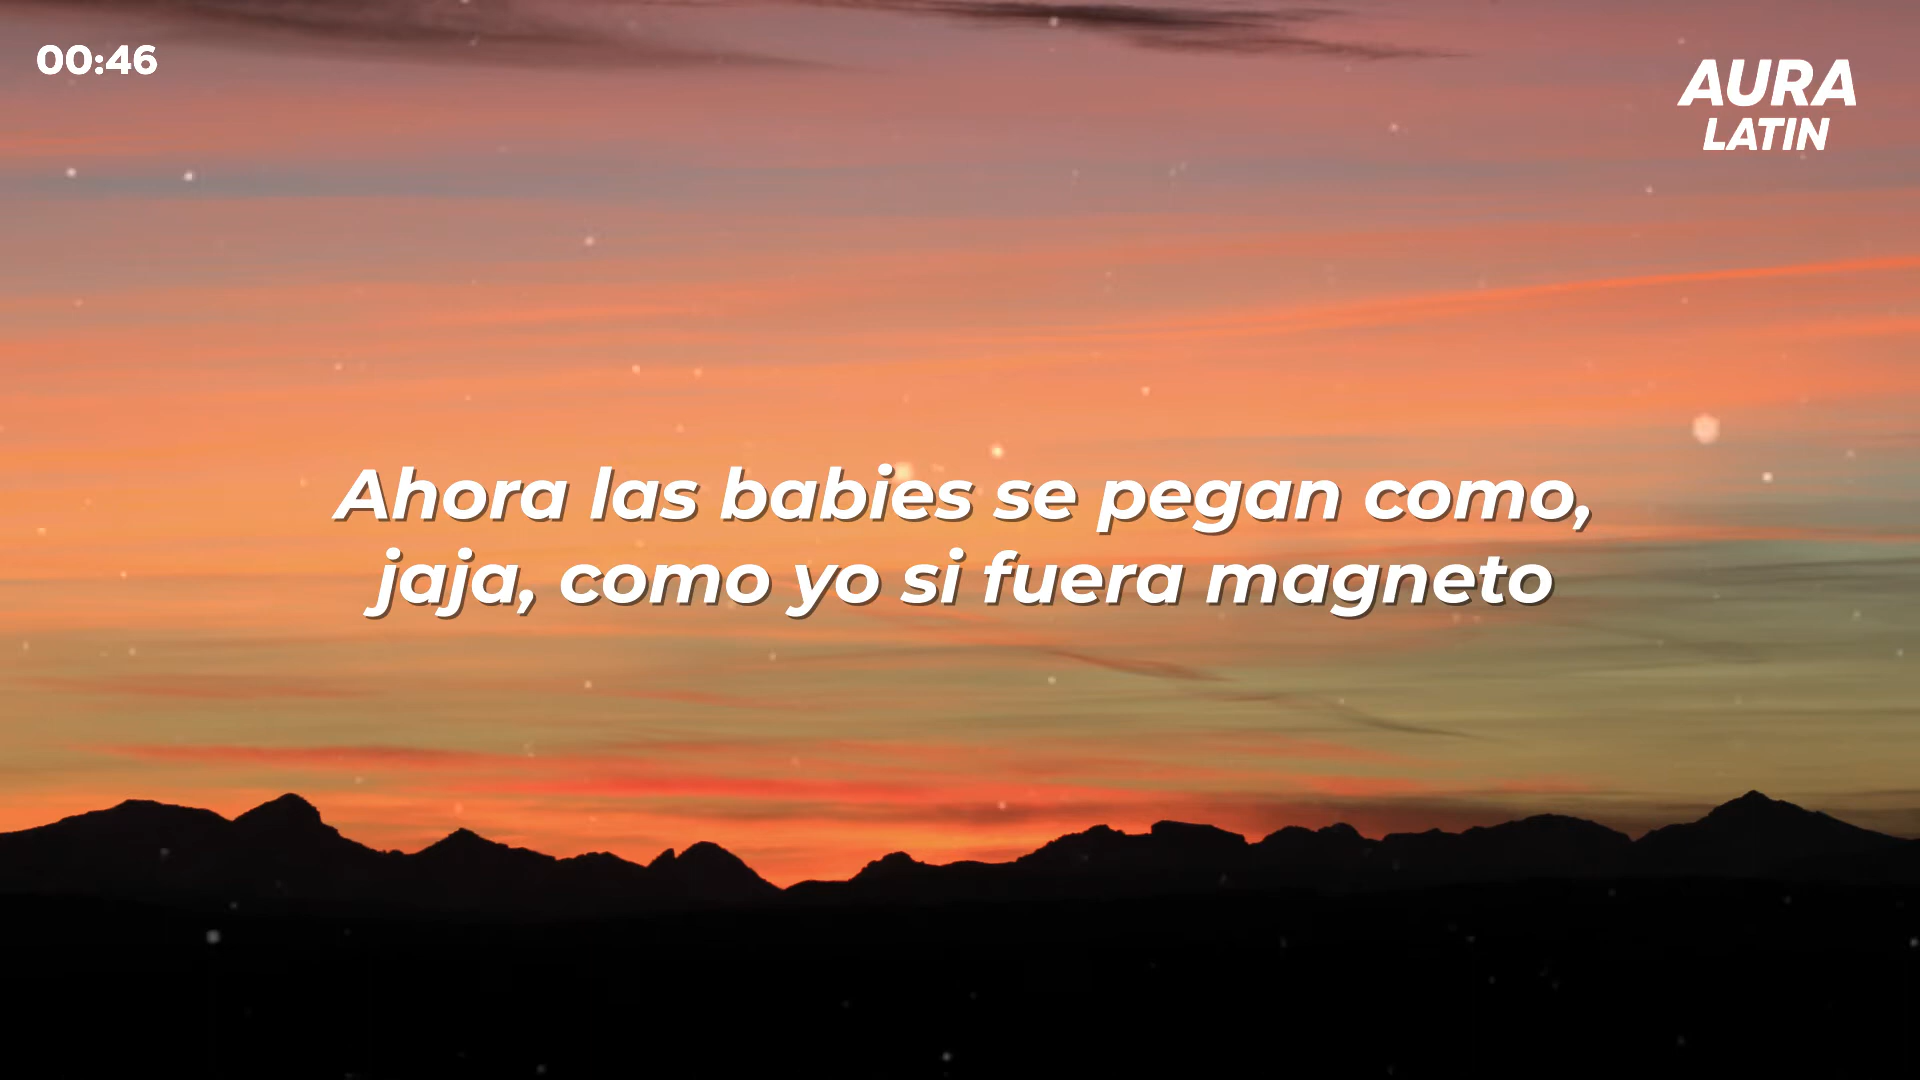 00:46
AURA
LATIN
Ahora las babies se pegan como,
jaja, como yo si fuera magneto